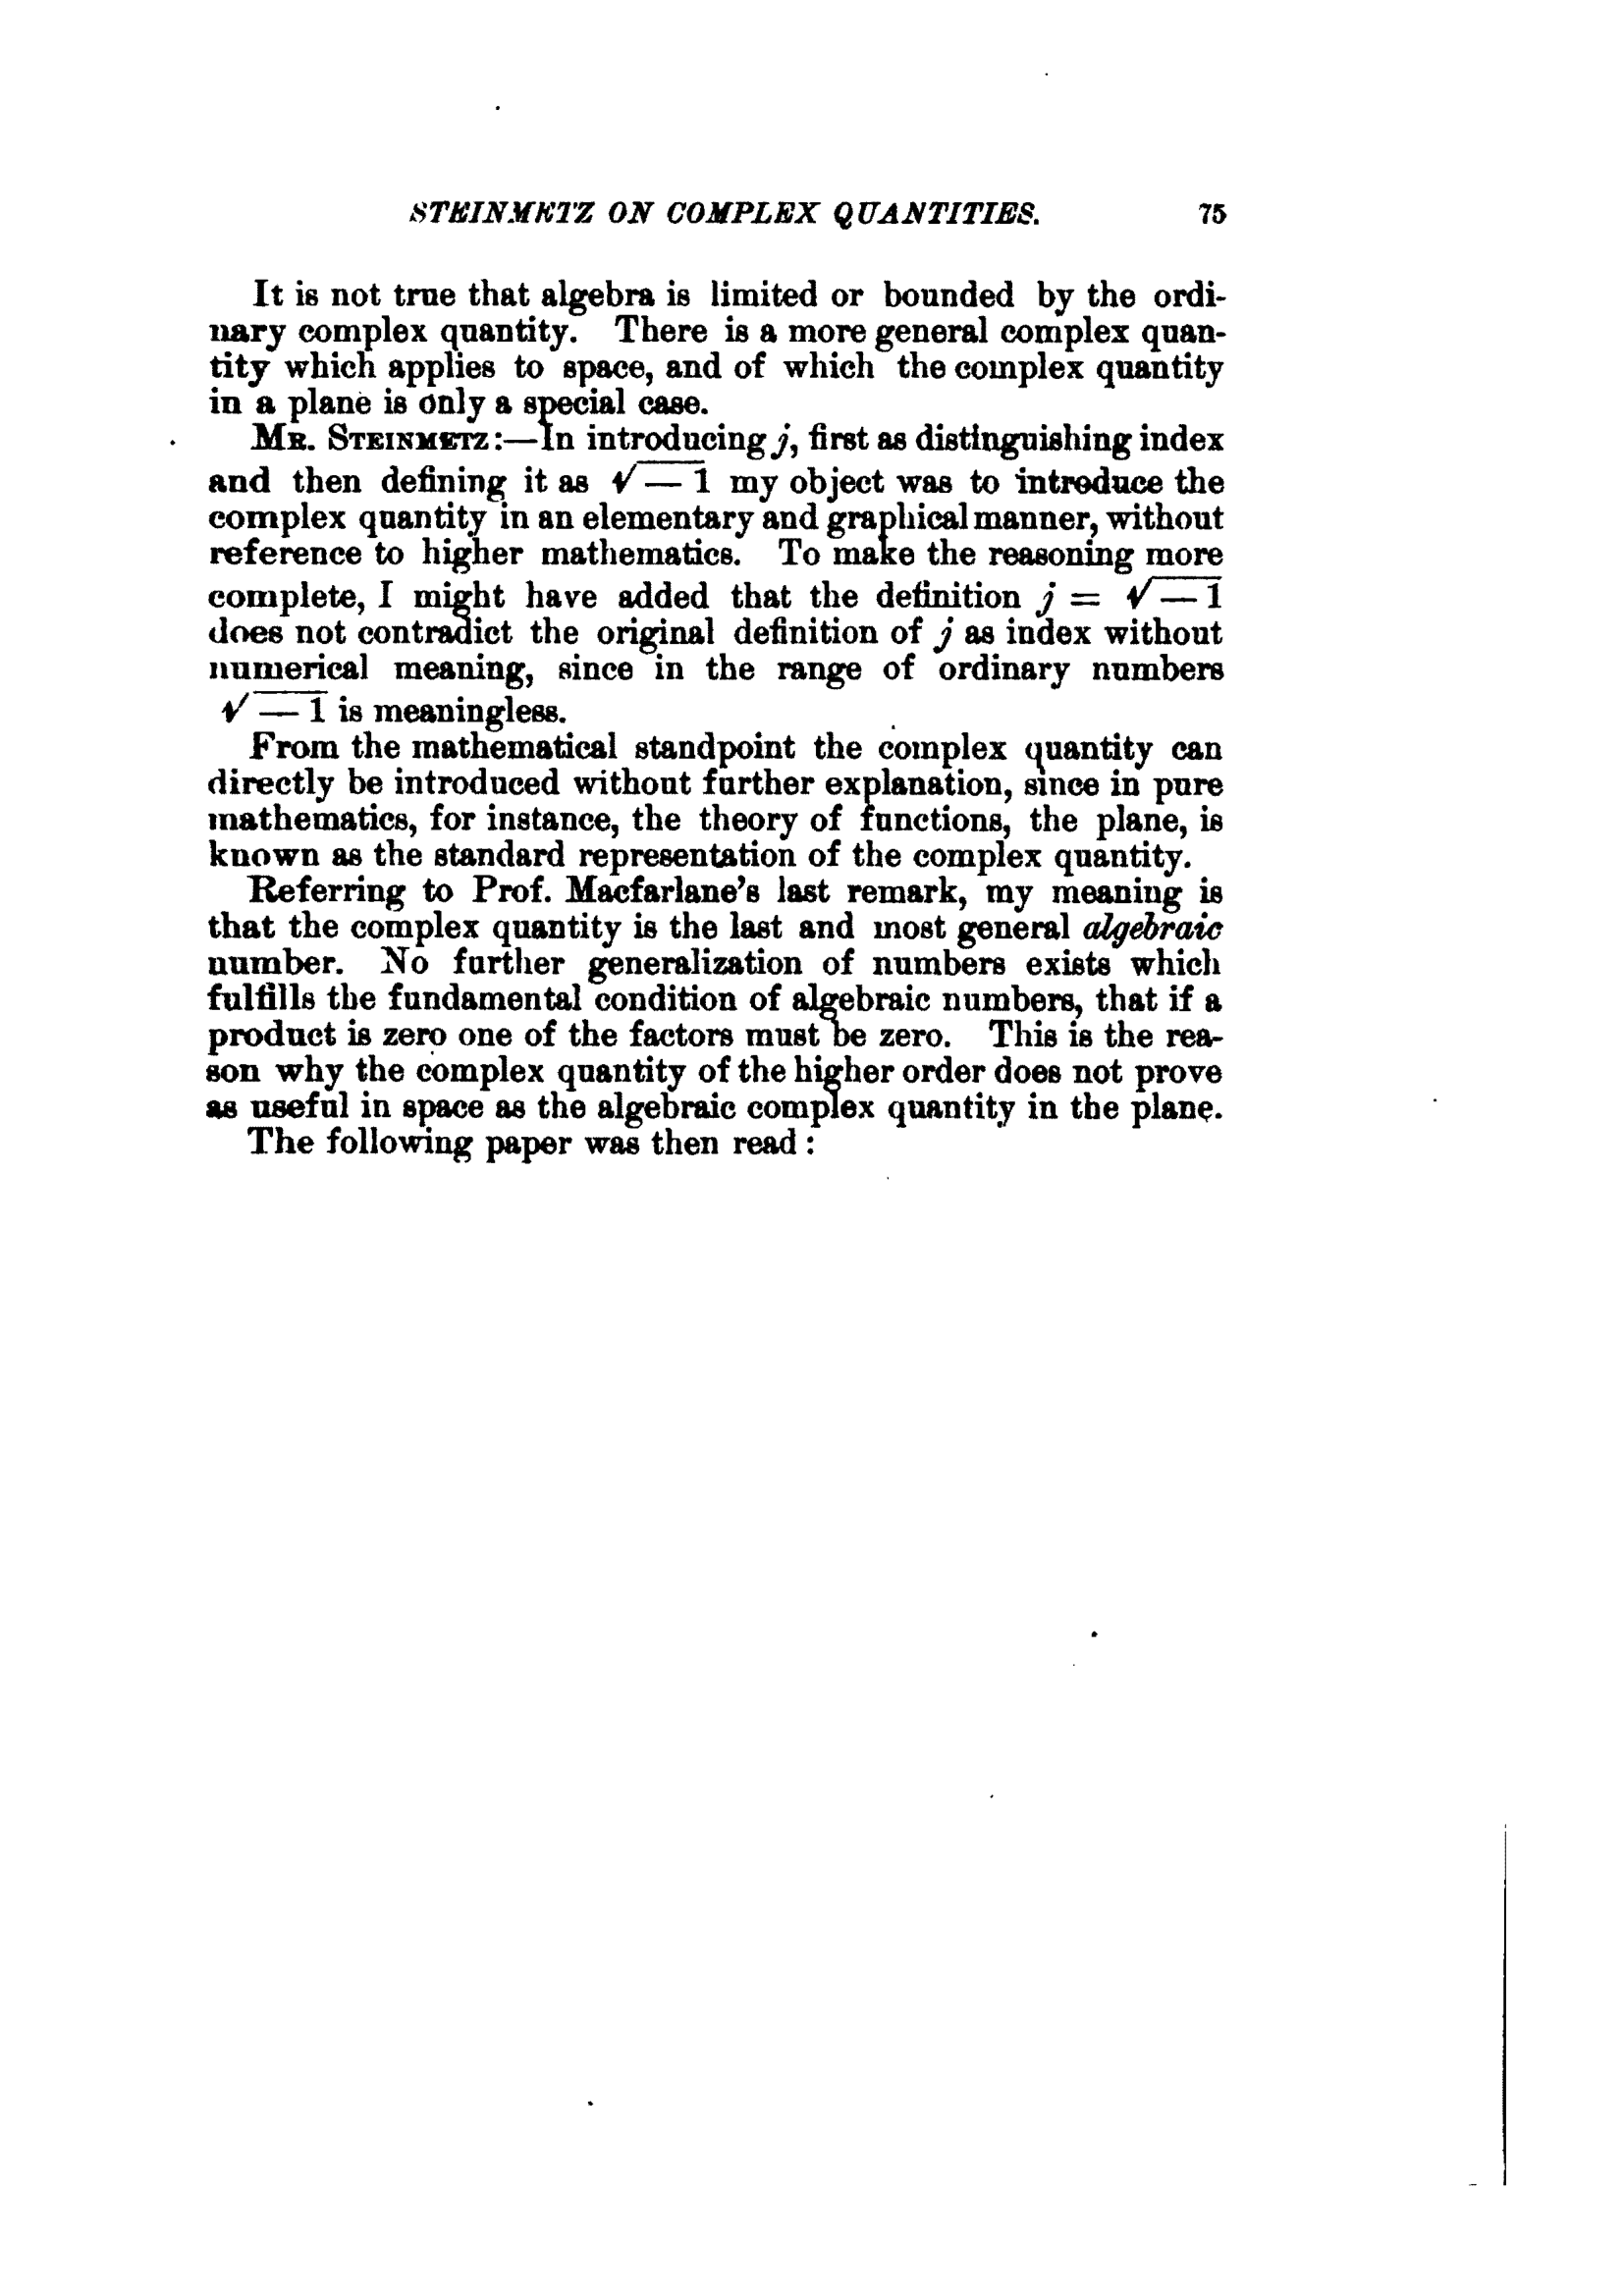 STEINMETZ ON COMPLEX QUANTITIES. 75
It is not true that algebra is limited or bounded by the ordi-
nary complex quantity. There is a more general complex quan-
tity which applies to space, and of which the complex quantity
in a plane is only a special case.
MR. STEINMETZ:—In introducing j, first as distinguishing index
and then defining it as √—1 my object was to introduce the
complex quantity in an elementary and graphical manner, without
reference to higher mathematics. To make the reasoning more
complete, I might have added that the definition j = √—1
does not contradict the original definition of j as index without
numerical meaning, since in the range of ordinary numbers
√—1 is meaningless.
From the mathematical standpoint the complex quantity can
directly be introduced without further explanation, since in pure
mathematics, for instance, the theory of functions, the plane, is
known as the standard representation of the complex quantity.
Referring to Prof. Macfarlane's last remark, my meaning is
that the complex quantity is the last and most general algebraic
number. No further generalization of numbers exists which
fulfills the fundamental condition of algebraic numbers, that if a
product is zero one of the factors must be zero. This is the rea-
son why the complex quantity of the higher order does not prove
as useful in space as the algebraic complex quantity in the plane.
The following paper was then read: